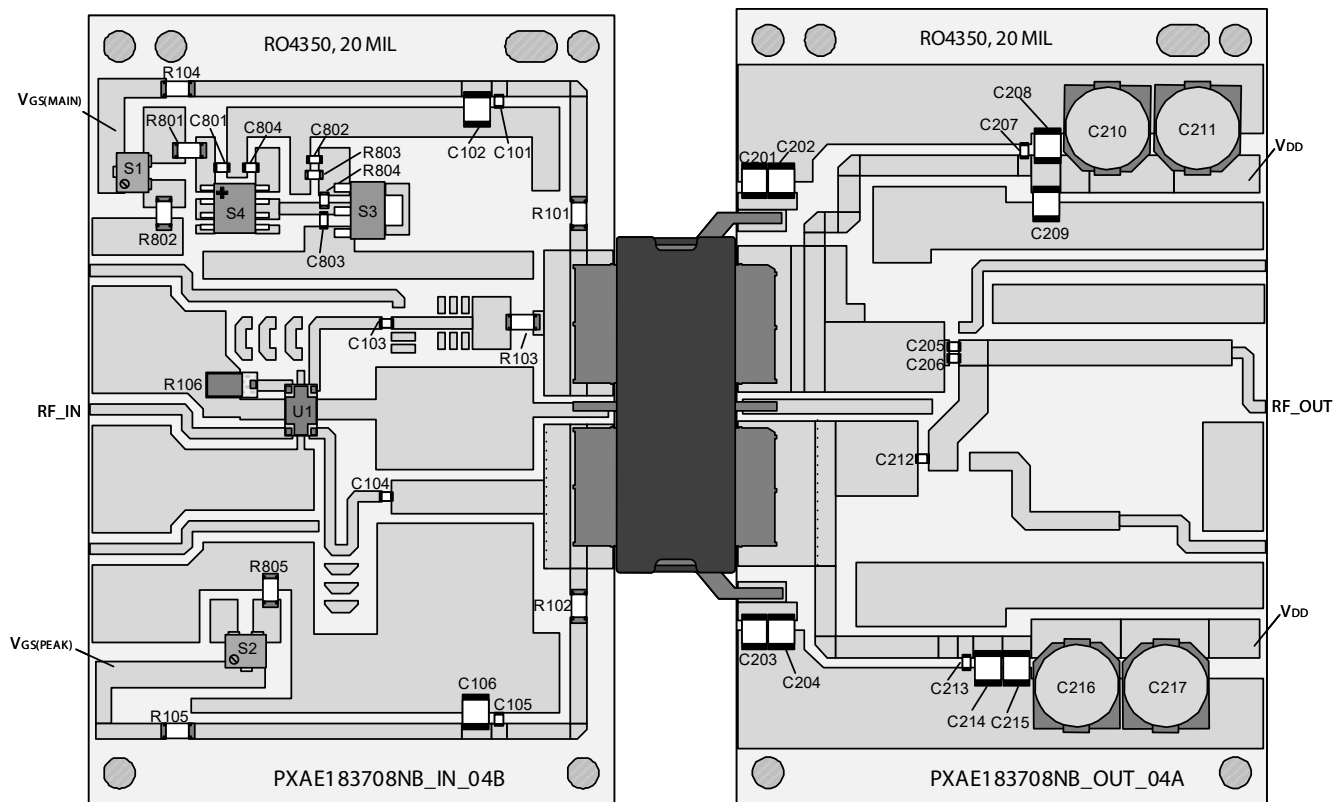 RO4350, 20 MIL
RO4350, 20 MIL
R104
VGS(MAIN)
R801
C801
C804
C802
R803
R804
C102
C101
S1
S4
S3
R802
C803
R101
C103
R103
R106
U1
RF_IN
C104
R805
R102
VGS(PEAK)
S2
C106
C105
R105
PXAE183708NB_IN_04B
C208
C207
C210
C211
VDD
C201
C202
C209
C205
C206
RF_OUT
C212
VDD
C203
C204
C213
C214
C215
C216
C217
PXAE183708NB_OUT_04A